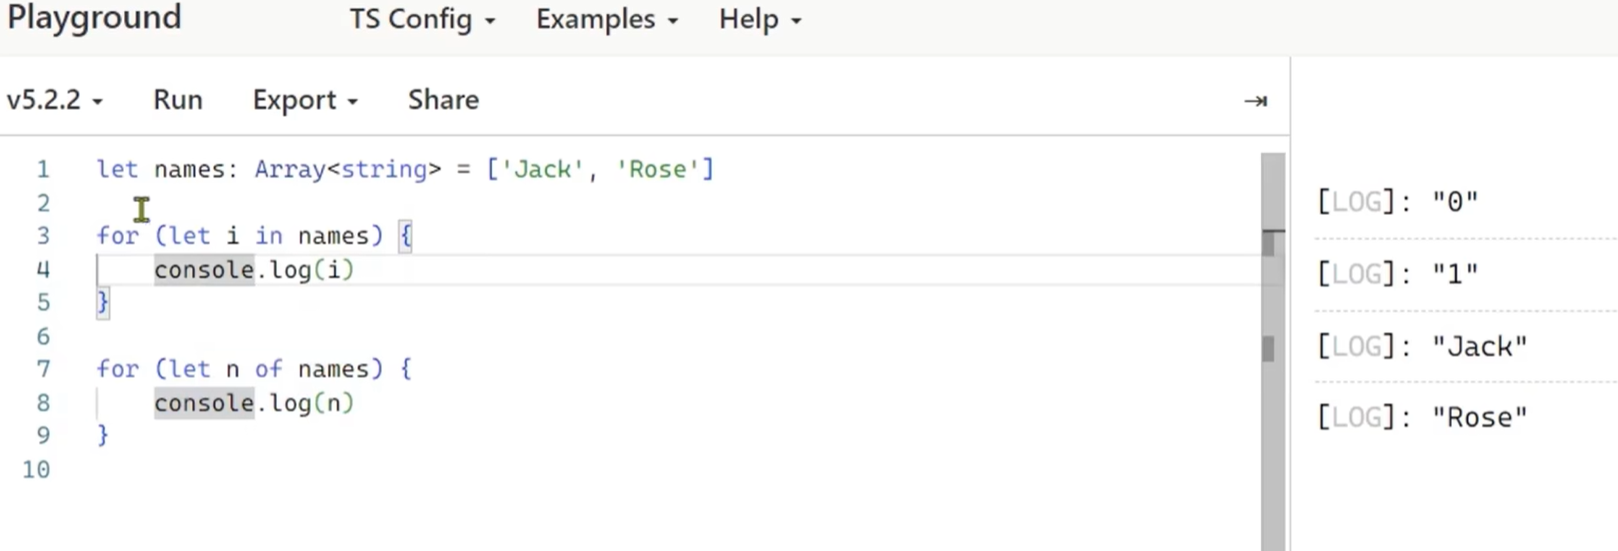 Playground TS Config Examples Help
v5.2.2 Run Export Share
1 let names: Array<string> = ['Jack', 'Rose']
2
3 for (let i in names) {
4 console.log(i)
5 }
6
7 for (let n of names) {
8 console.log(n)
9 }
10
[LOG]: "0"
[LOG]: "1"
[LOG]: "Jack"
[LOG]: "Rose"